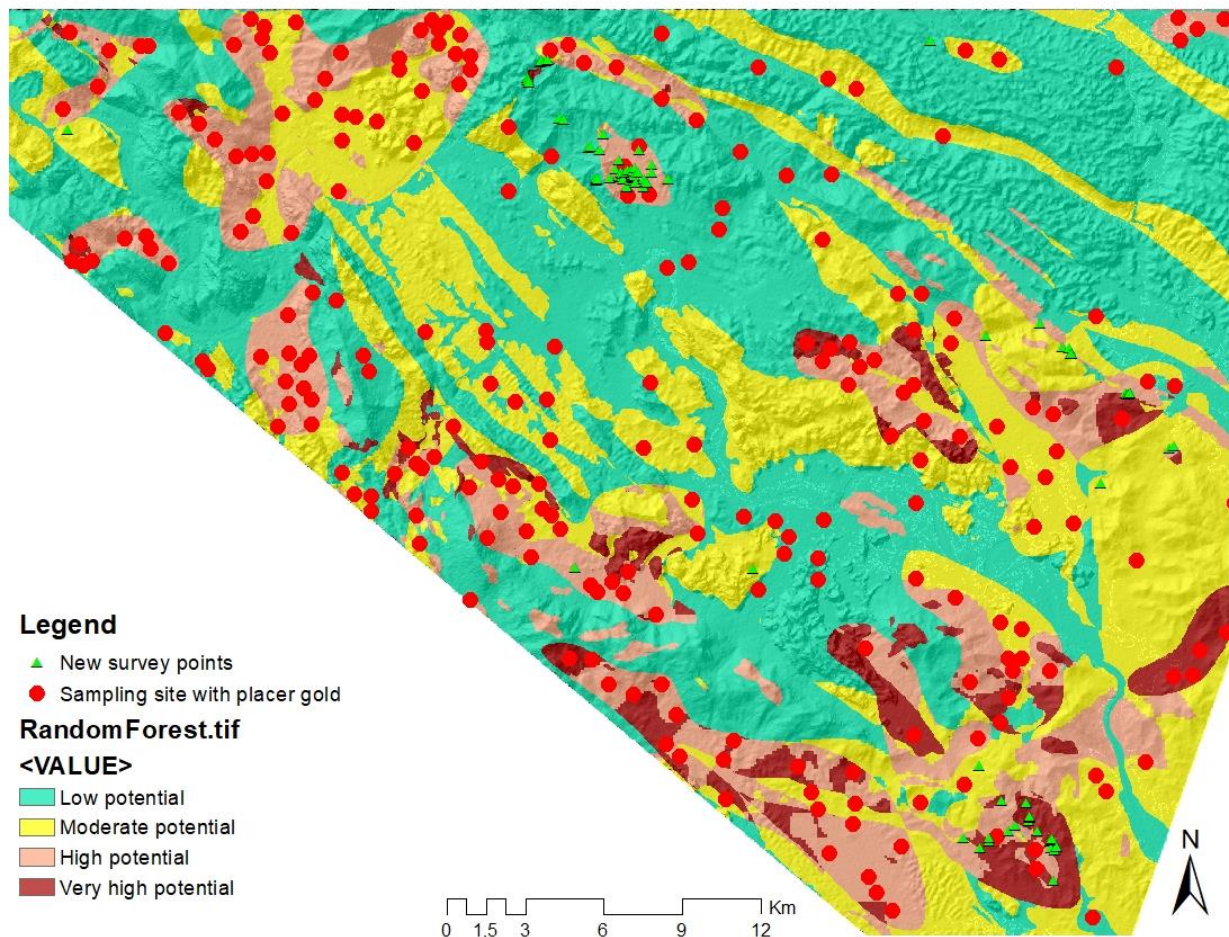 Legend
New survey points
Sampling site with placer gold
RandomForest.tif
<VALUE>
Low potential
Moderate potential
High potential
Very high potential
N
Km
0 1.5 3 6 9 12